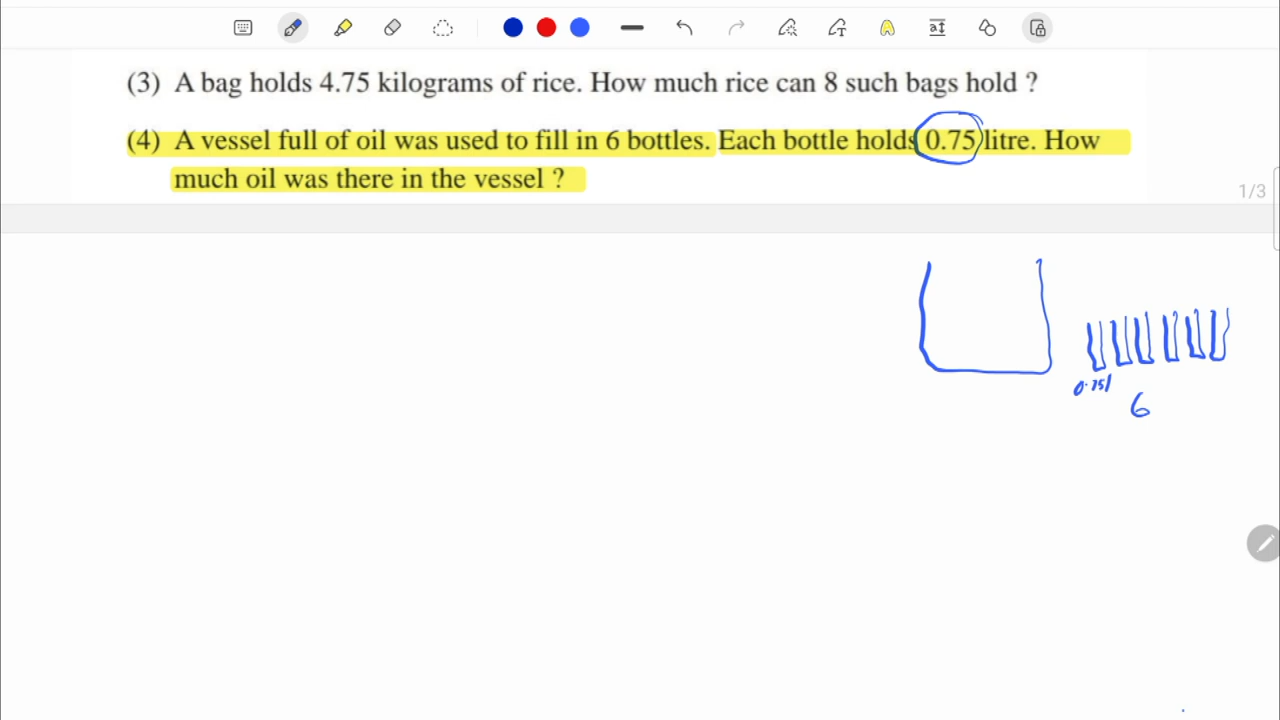 (3) A bag holds 4.75 kilograms of rice. How much rice can 8 such bags hold ?
(4) A vessel full of oil was used to fill in 6 bottles. Each bottle holds 0.75 litre. How
much oil was there in the vessel ?
1/3
0.75l
6